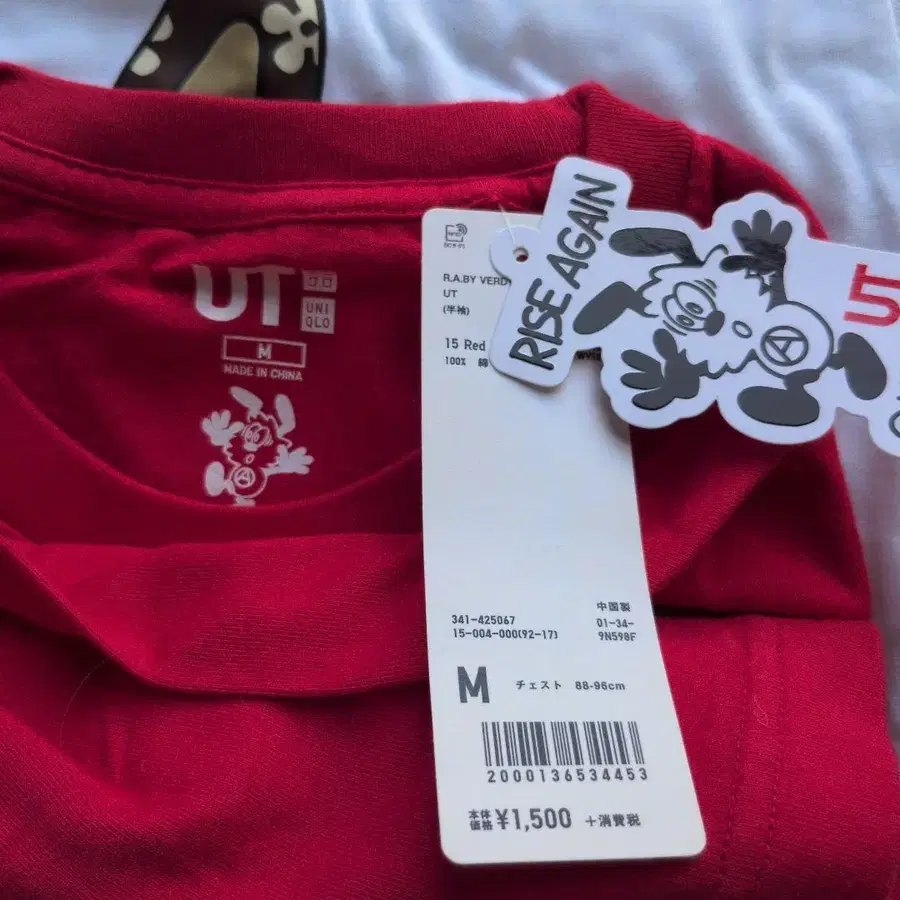 UT
UNI
QLO
M
MADE IN CHINA
R.A.BY VERD
UT
(半袖)
15 Red
100% 綿
RISE AGAIN
341-425067
15-004-000(92-17)
中国製
01-34-
9N598F
M チェスト 88-96cm
2000136534453
本体
価格 ¥1,500 +消費税